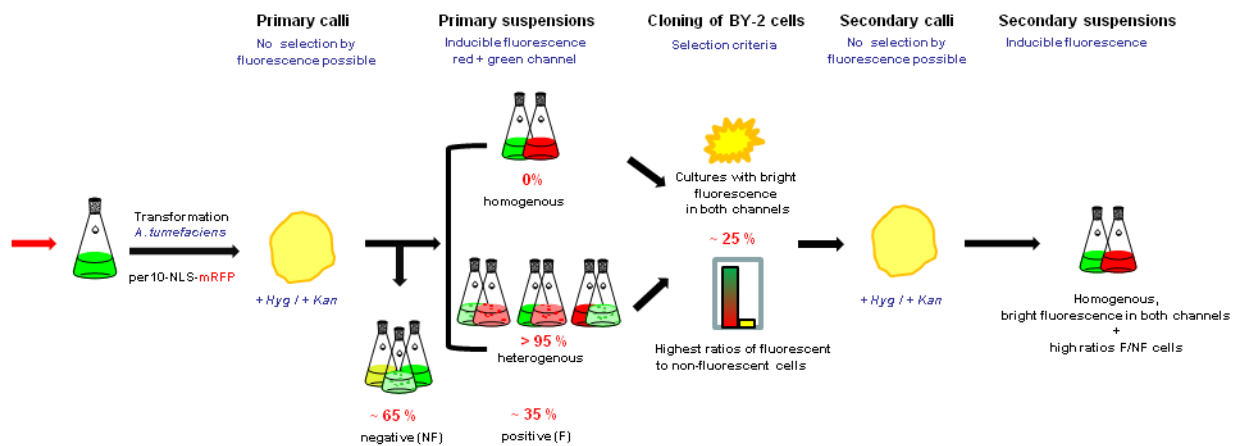 Primary calli
No selection by
fluorescence possible
Primary suspensions
Inducible fluorescence
red + green channel
Cloning of BY-2 cells
Selection criteria
Secondary calli
No selection by
fluorescence possible
Secondary suspensions
Inducible fluorescence
Transformation
A.tumefaciens
per10-NLS-mRFP
+ Hyg / + Kan
0%
homogenous
> 95 %
heterogenous
~ 65 %
negative (NF)
~ 35 %
positive (F)
Cultures with bright
fluorescence
in both channels
~ 25 %
Highest ratios of fluorescent
to non-fluorescent cells
+ Hyg / + Kan
Homogenous,
bright fluorescence in both channels
+
high ratios F/NF cells